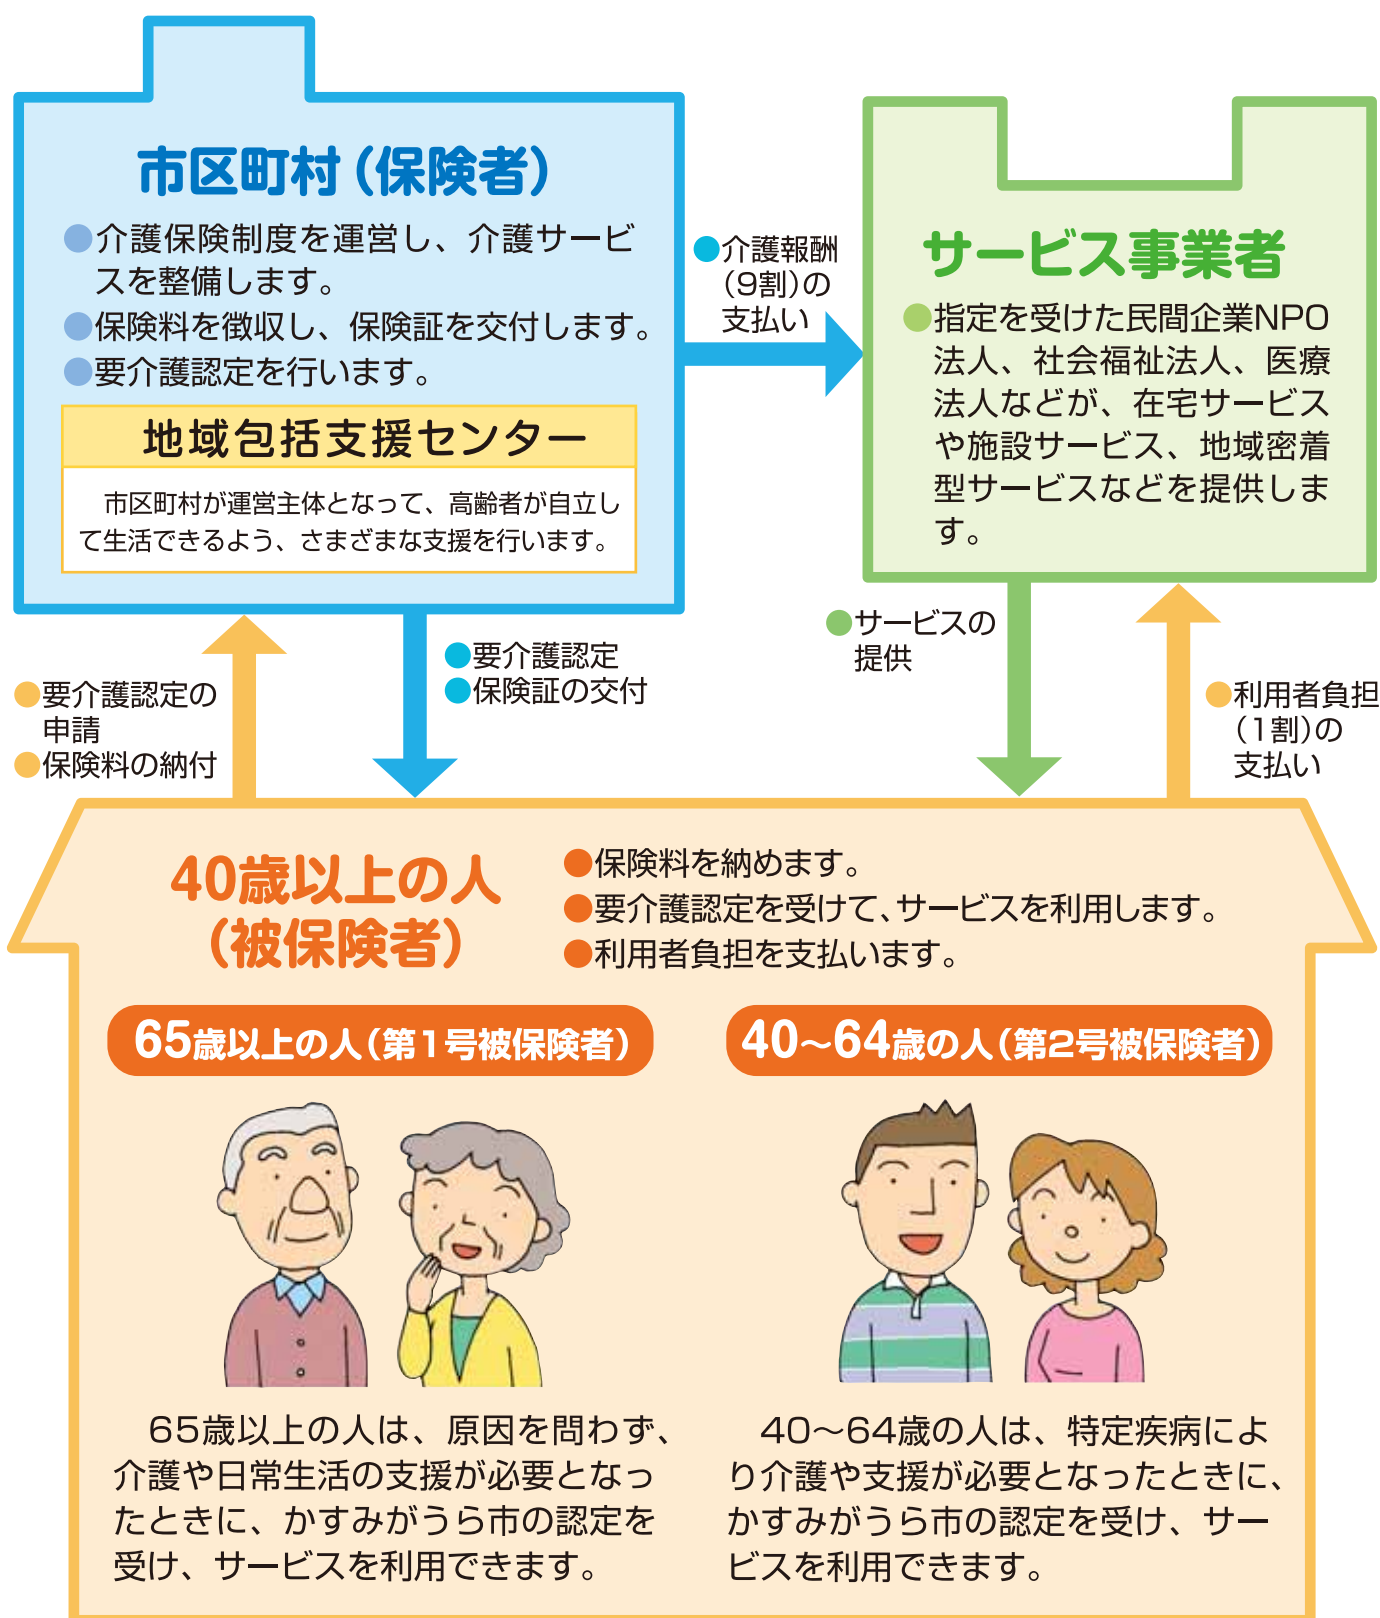 市区町村（保険者）
●介護保険制度を運営し、介護サービ
スを整備します。
●保険料を徴収し、保険証を交付します。
●要介護認定を行います。
地域包括支援センター
市区町村が運営主体となって、高齢者が自立し
て生活できるよう、さまざまな支援を行います。
●介護報酬
（9割）の
支払い
サービス事業者
●指定を受けた民間企業NPO
法人、社会福祉法人、医療
法人などが、在宅サービス
や施設サービス、地域密着
型サービスなどを提供しま
す。
●要介護認定の
申請
●保険料の納付
●要介護認定
●保険証の交付
●サービスの
提供
●利用者負担
（1割）の
支払い
40歳以上の人
（被保険者）
●保険料を納めます。
●要介護認定を受けて、サービスを利用します。
●利用者負担を支払います。
65歳以上の人（第1号被保険者）
65歳以上の人は、原因を問わず、
介護や日常生活の支援が必要となっ
たときに、かすみがうら市の認定を
受け、サービスを利用できます。
40～64歳の人（第2号被保険者）
40～64歳の人は、特定疾病によ
り介護や支援が必要となったときに、
かすみがうら市の認定を受け、サー
ビスを利用できます。